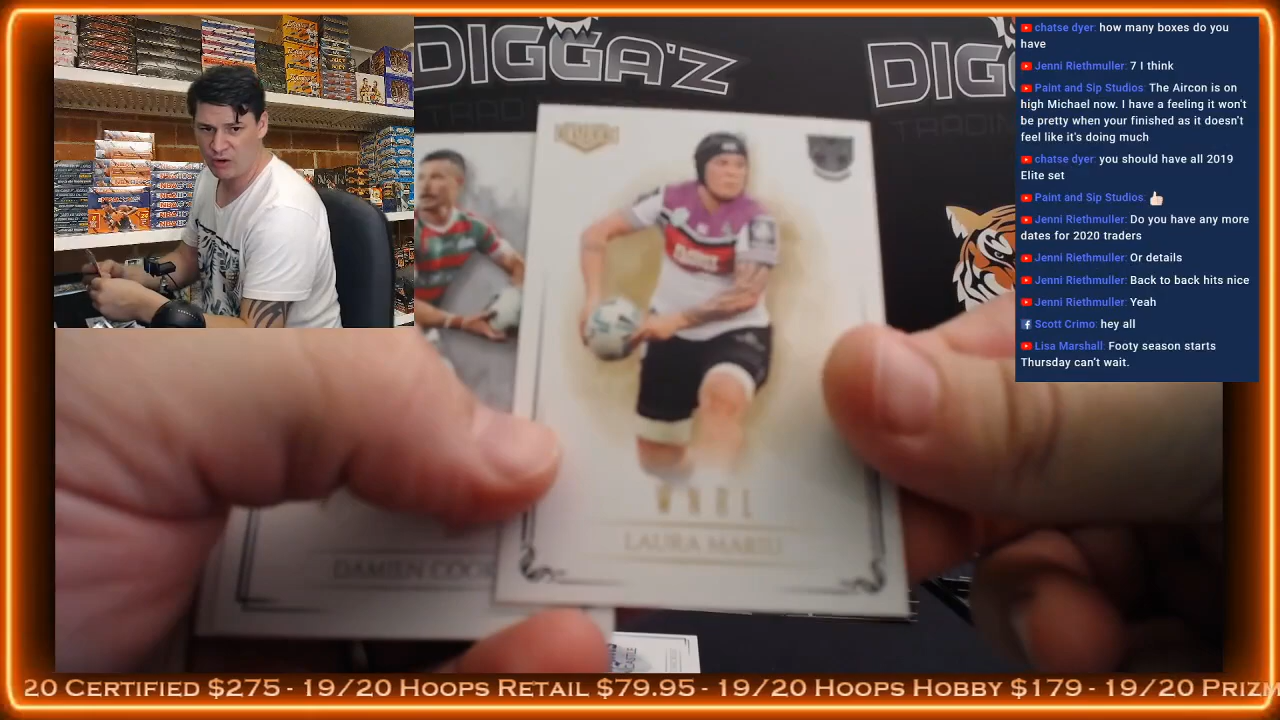 DIGGA'Z
DIG
chatse dyer: how many boxes do you
have
Jenni Riethmuller: 7 I think
Paint and Sip Studios: The Aircon is on
high Michael now. I have a feeling it won't
be pretty when your finished as it doesn't
feel like it's doing much
chatse dyer: you should have all 2019
Elite set
Paint and Sip Studios: 👍🏻
Jenni Riethmuller: Do you have any more
dates for 2020 traders
Jenni Riethmuller: Or details
Jenni Riethmuller: Back to back hits nice
Jenni Riethmuller: Yeah
Scott Crimo: hey all
Lisa Marshall: Footy season starts
Thursday can't wait.
WNRL
LAURA MARIU
DAMIEN COOK
20 Certified $275 - 19/20 Hoops Retail $79.95 - 19/20 Hoops Hobby $179 - 19/20 Prizm